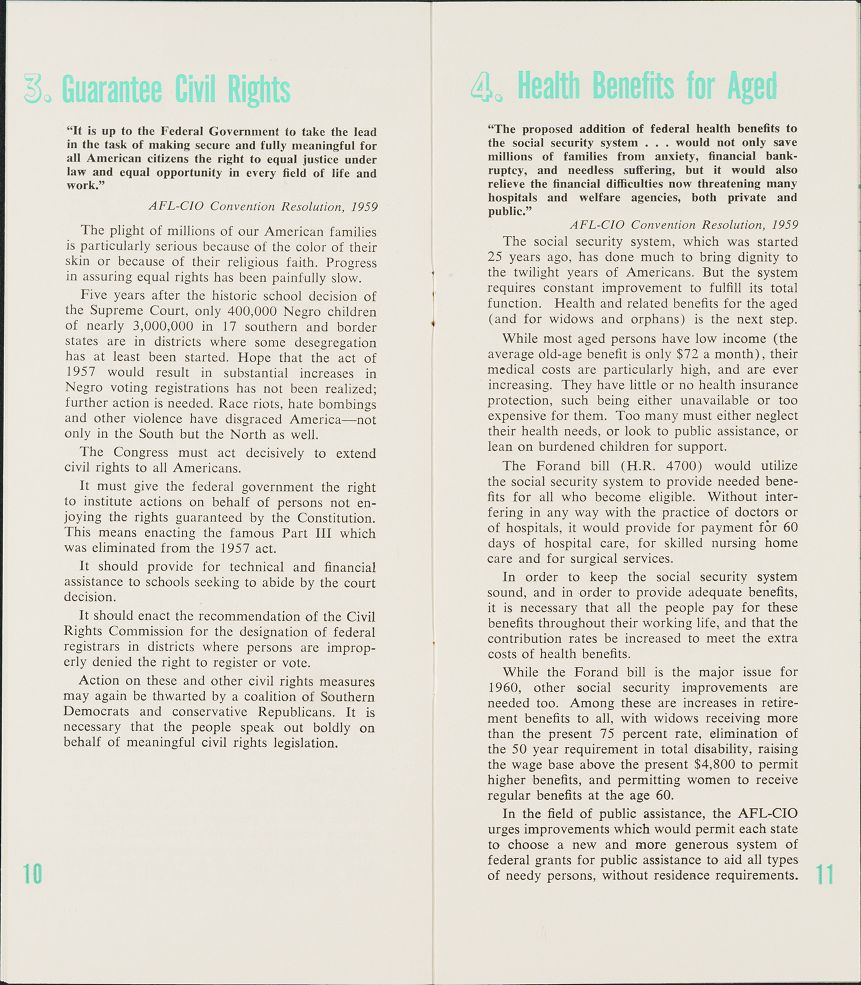 3. Guarantee Civil Rights
“It is up to the Federal Government to take the lead
in the task of making secure and fully meaningful for
all American citizens the right to equal justice under
law and equal opportunity in every field of life and
work.”
AFL-CIO Convention Resolution, 1959
The plight of millions of our American families
is particularly serious because of the color of their
skin or because of their religious faith. Progress
in assuring equal rights has been painfully slow.
Five years after the historic school decision of
the Supreme Court, only 400,000 Negro children
of nearly 3,000,000 in 17 southern and border
states are in districts where some desegregation
has at least been started. Hope that the act of
1957 would result in substantial increases in
Negro voting registrations has not been realized;
further action is needed. Race riots, hate bombings
and other violence have disgraced America—not
only in the South but the North as well.
The Congress must act decisively to extend
civil rights to all Americans.
It must give the federal government the right
to institute actions on behalf of persons not en-
joying the rights guaranteed by the Constitution.
This means enacting the famous Part III which
was eliminated from the 1957 act.
It should provide for technical and financial
assistance to schools seeking to abide by the court
decision.
It should enact the recommendation of the Civil
Rights Commission for the designation of federal
registrars in districts where persons are improp-
erly denied the right to register or vote.
Action on these and other civil rights measures
may again be thwarted by a coalition of Southern
Democrats and conservative Republicans. It is
necessary that the people speak out boldly on
behalf of meaningful civil rights legislation.
10
4. Health Benefits for Aged
“The proposed addition of federal health benefits to
the social security system . . . would not only save
millions of families from anxiety, financial bank-
ruptcy, and needless suffering, but it would also
relieve the financial difficulties now threatening many
hospitals and welfare agencies, both private and
public.”
AFL-CIO Convention Resolution, 1959
The social security system, which was started
25 years ago, has done much to bring dignity to
the twilight years of Americans. But the system
requires constant improvement to fulfill its total
function. Health and related benefits for the aged
(and for widows and orphans) is the next step.
While most aged persons have low income (the
average old-age benefit is only $72 a month), their
medical costs are particularly high, and are ever
increasing. They have little or no health insurance
protection, such being either unavailable or too
expensive for them. Too many must either neglect
their health needs, or look to public assistance, or
lean on burdened children for support.
The Forand bill (H.R. 4700) would utilize
the social security system to provide needed bene-
fits for all who become eligible. Without inter-
fering in any way with the practice of doctors or
of hospitals, it would provide for payment for 60
days of hospital care, for skilled nursing home
care and for surgical services.
In order to keep the social security system
sound, and in order to provide adequate benefits,
it is necessary that all the people pay for these
benefits throughout their working life, and that the
contribution rates be increased to meet the extra
costs of health benefits.
While the Forand bill is the major issue for
1960, other social security improvements are
needed too. Among these are increases in retire-
ment benefits to all, with widows receiving more
than the present 75 percent rate, elimination of
the 50 year requirement in total disability, raising
the wage base above the present $4,800 to permit
higher benefits, and permitting women to receive
regular benefits at the age 60.
In the field of public assistance, the AFL-CIO
urges improvements which would permit each state
to choose a new and more generous system of
federal grants for public assistance to aid all types
of needy persons, without residence requirements.
11